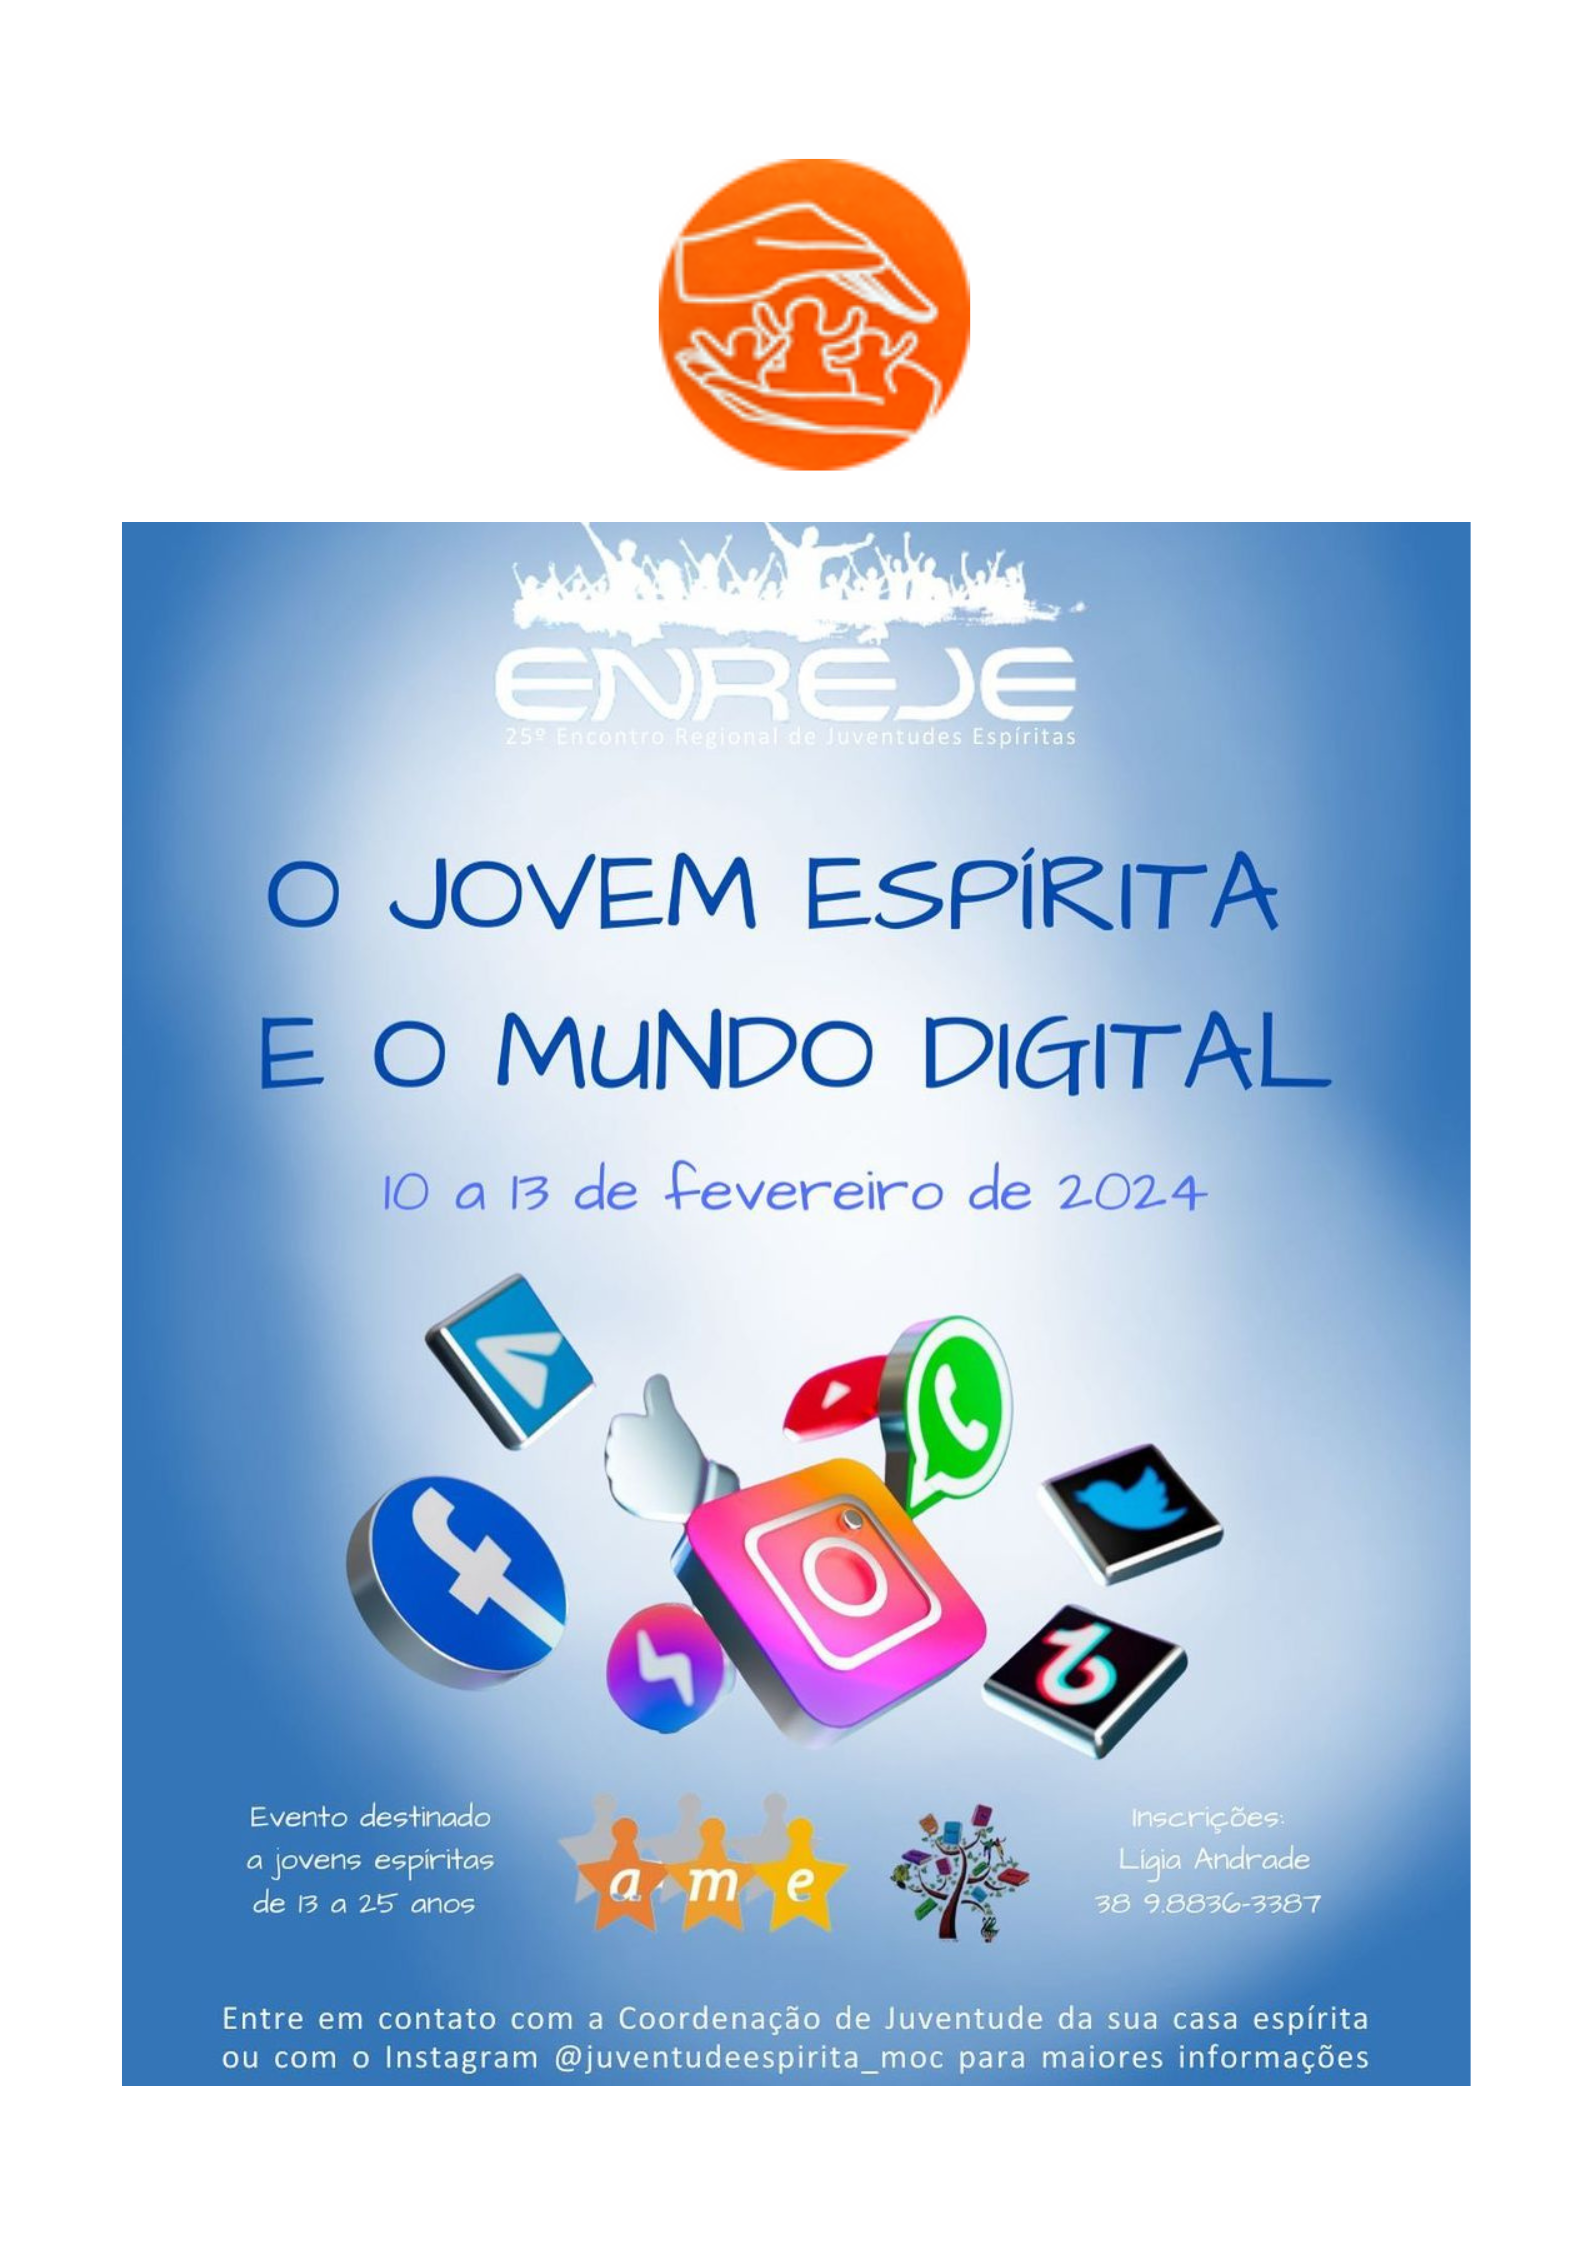 ENREJE
25º Encontro Regional de Juventudes Espíritas
O JOVEM ESPÍRITA
E O MUNDO DIGITAL
10 a 13 de fevereiro de 2024
Evento destinado
a jovens espíritas
de 13 a 25 anos
a m e
Inscrições:
Lígia Andrade
38 9.8836-3387
Entre em contato com a Coordenação de Juventude da sua casa espírita
ou com o Instagram @juventudeespirita_moc para maiores informações